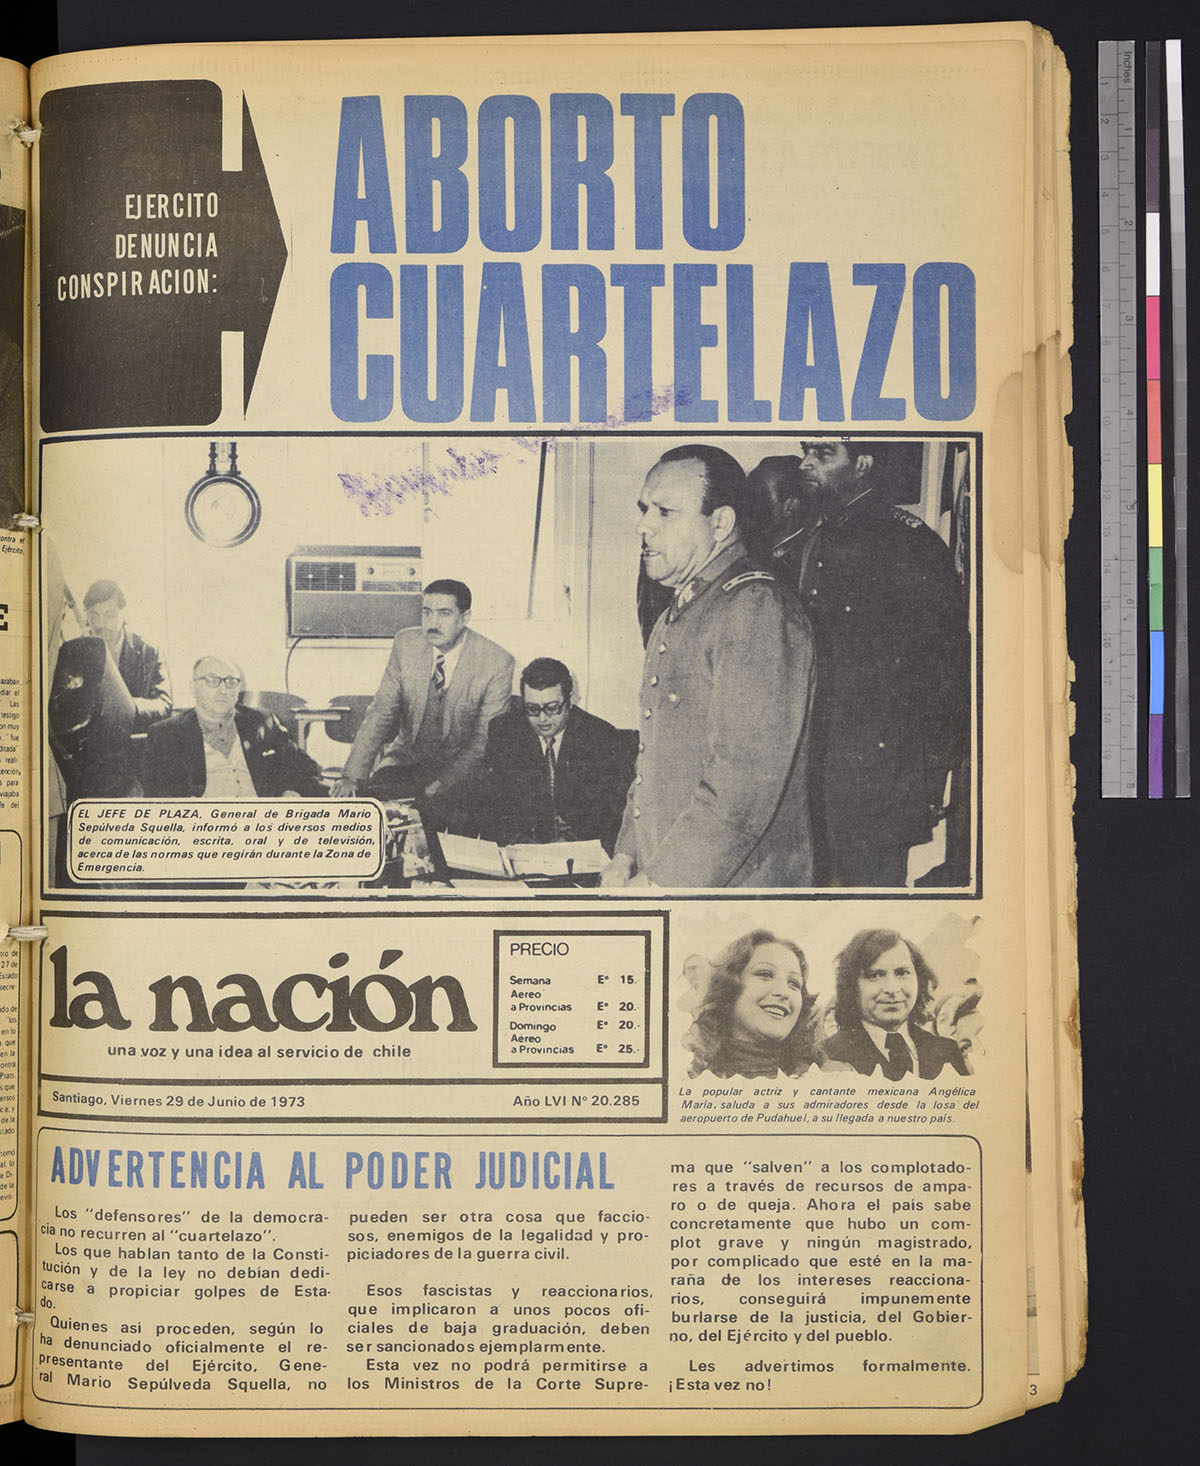 EJERCITO
DENUNCIA
CONSPIRACION:
ABORTO
CUARTELAZO
EL JEFE DE PLAZA, General de Brigada Mario
Sepúlveda Squella, informó a los diversos medios
de comunicación, escrita, oral y de televisión,
acerca de las normas que regirán durante la Zona de
Emergencia.
la nación
una voz y una idea al servicio de chile
PRECIO
Semana Eº 15.-
Aereo
a Provincias Eº 20.-
Domingo Eº 20.-
Aereo
a Provincias Eº 25.-
Santiago, Viernes 29 de Junio de 1973 Año LVI Nº 20.285
La popular actriz y cantante mexicana Angélica
María, saluda a sus admiradores desde la losa del
aeropuerto de Pudahuel, a su llegada a nuestro país.
ADVERTENCIA AL PODER JUDICIAL
Los "defensores" de la democra-
cia no recurren al "cuartelazo".
Los que hablan tanto de la Consti-
tución y de la ley no debían dedi-
carse a propiciar golpes de Esta-
do.
Quienes así proceden, según lo
ha denunciado oficialmente el re-
presentante del Ejército, Gene-
ral Mario Sepúlveda Squella, no
pueden ser otra cosa que faccio-
sos, enemigos de la legalidad y pro-
piciadores de la guerra civil.
Esos fascistas y reaccionarios,
que implicaron a unos pocos ofi-
ciales de baja graduación, deben
ser sancionados ejemplarmente.
Esta vez no podrá permitirse a
los Ministros de la Corte Supre-
ma que "salven" a los complotado-
res a través de recursos de ampa-
ro o de queja. Ahora el país sabe
concretamente que hubo un com-
plot grave y ningún magistrado,
por complicado que esté en la ma-
raña de los intereses reacciona-
rios, conseguirá impunemente
burlarse de la justicia, del Gobier-
no, del Ejército y del pueblo.
Les advertimos formalmente.
¡Esta vez no!
3
Inches